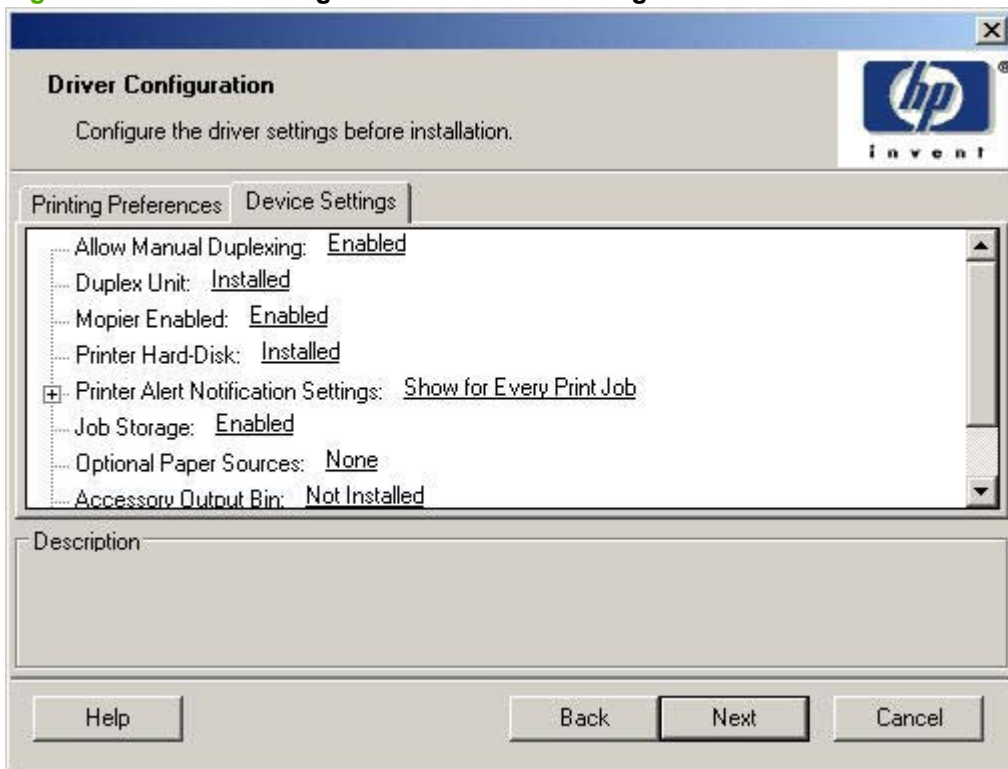 Driver Configuration
Configure the driver settings before installation.
hp
®
invent
Printing Preferences
Device Settings
Allow Manual Duplexing: Enabled
Duplex Unit: Installed
Mopier Enabled: Enabled
Printer Hard-Disk: Installed
Printer Alert Notification Settings: Show for Every Print Job
Job Storage: Enabled
Optional Paper Sources: None
Accessory Output Bin: Not Installed
Description
Help
Back
Next
Cancel